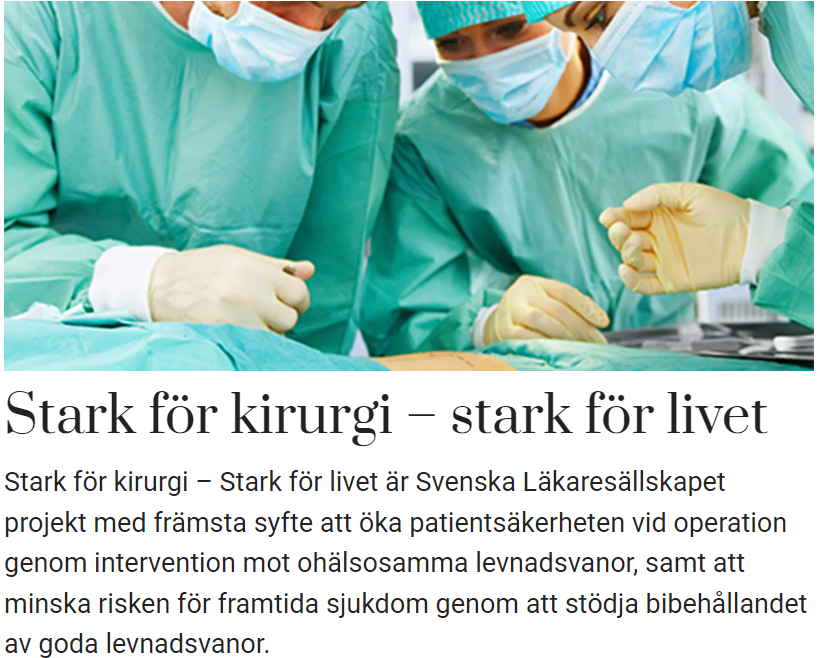 Stark för kirurgi – stark för livet
Stark för kirurgi – Stark för livet är Svenska Läkaresällskapet
projekt med främsta syfte att öka patientsäkerheten vid operation
genom intervention mot ohälsosamma levnadsvanor, samt att
minska risken för framtida sjukdom genom att stödja bibehållandet
av goda levnadsvanor.